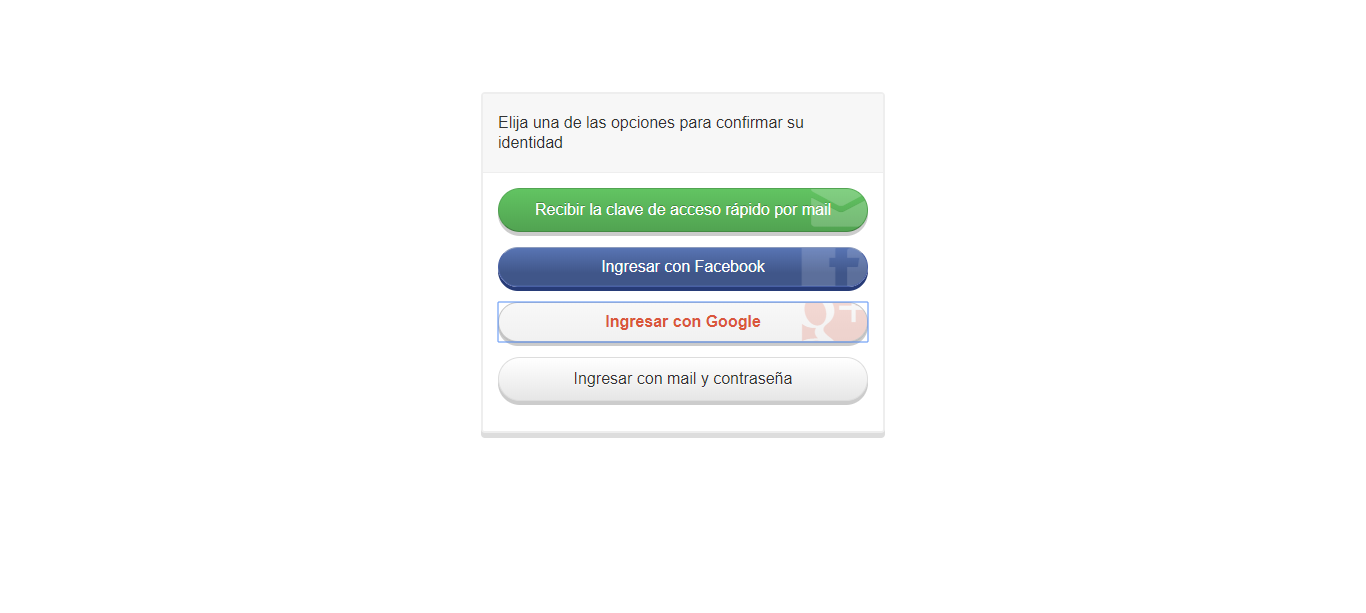 Elija una de las opciones para confirmar su
identidad
Recibir la clave de acceso rápido por mail
Ingresar con Facebook
Ingresar con Google
Ingresar con mail y contraseña